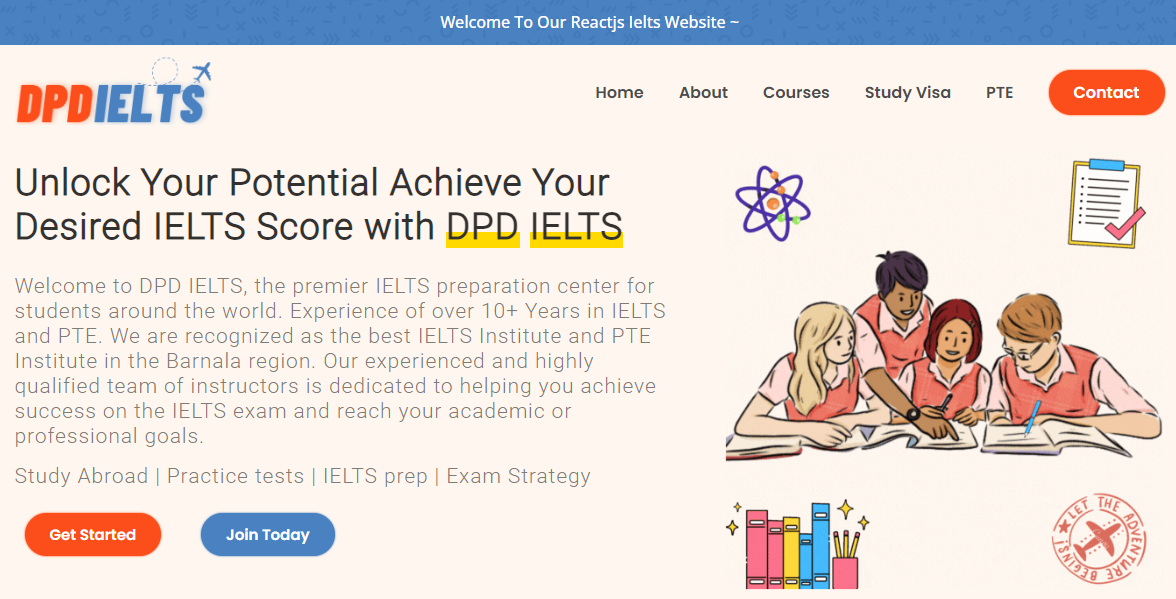 Welcome To Our Reactjs Ielts Website ~
DPDIELTS
Home About Courses Study Visa PTE Contact
Unlock Your Potential Achieve Your
Desired IELTS Score with DPD IELTS
Welcome to DPD IELTS, the premier IELTS preparation center for
students around the world. Experience of over 10+ Years in IELTS
and PTE. We are recognized as the best IELTS Institute and PTE
Institute in the Barnala region. Our experienced and highly
qualified team of instructors is dedicated to helping you achieve
success on the IELTS exam and reach your academic or
professional goals.
Study Abroad | Practice tests | IELTS prep | Exam Strategy
Get Started Join Today
LET THE ADVENTURE BEGINS!